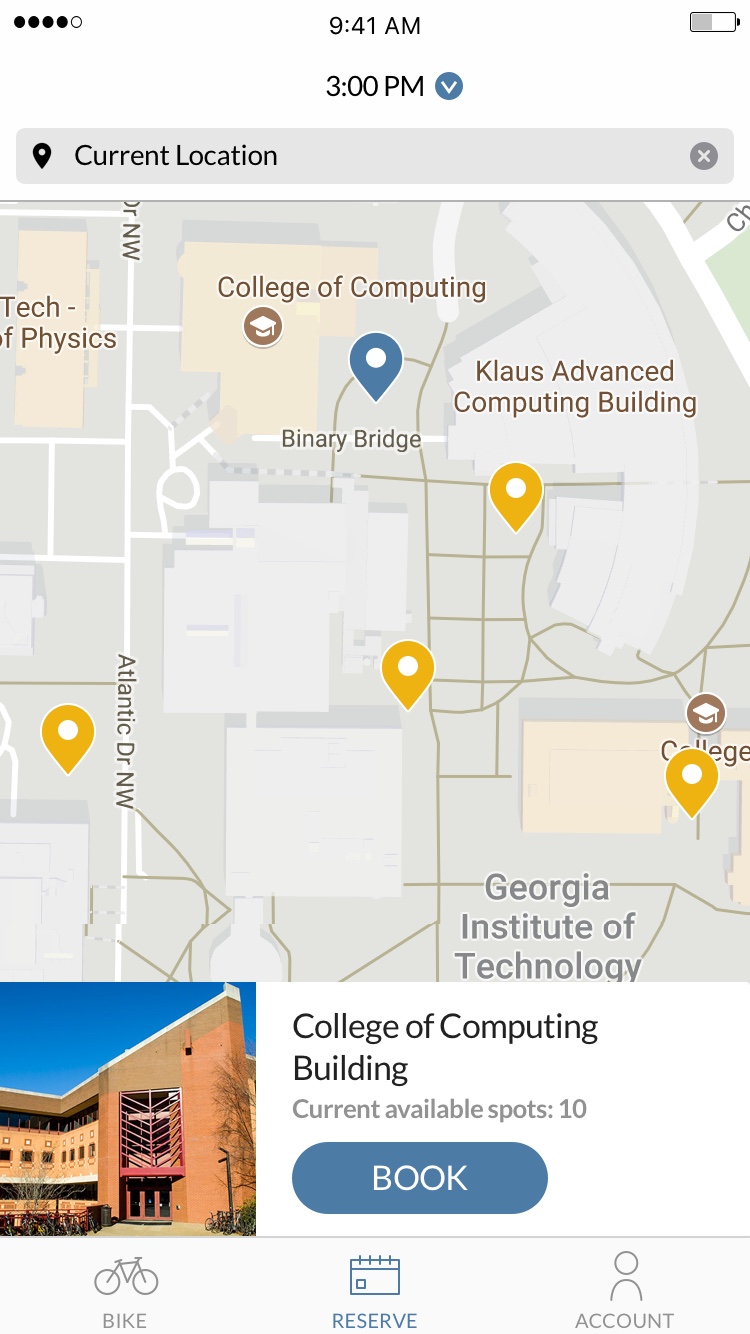 9:41 AM
3:00 PM
Current Location
Dr NW
Ch
College of Computing
Tech -
of Physics
Klaus Advanced
Computing Building
Binary Bridge
Atlantic Dr NW
College
Georgia
Institute of
Technology
College of Computing
Building
Current available spots: 10
BOOK
BIKE
RESERVE
ACCOUNT